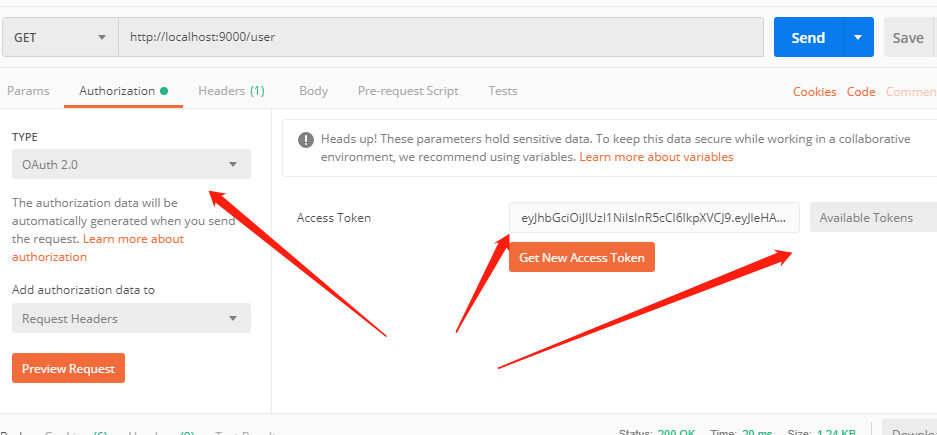 GET
http://localhost:9000/user
Send
Save
Params
Authorization
Headers (1)
Body
Pre-request Script
Tests
Cookies
Code
Commen
TYPE
OAuth 2.0
The authorization data will be
automatically generated when you send
the request. Learn more about
authorization
Add authorization data to
Request Headers
Preview Request
Heads up! These parameters hold sensitive data. To keep this data secure while working in a collaborative
environment, we recommend using variables. Learn more about variables
Access Token
eyJhbGciOiJIUzI1NiIsInR5cCI6IkpXVCJ9.eyJleHA...
Available Tokens
Get New Access Token
Status: 200 OK
Time: 20 ms
Size: 1.24 KB
Downlo